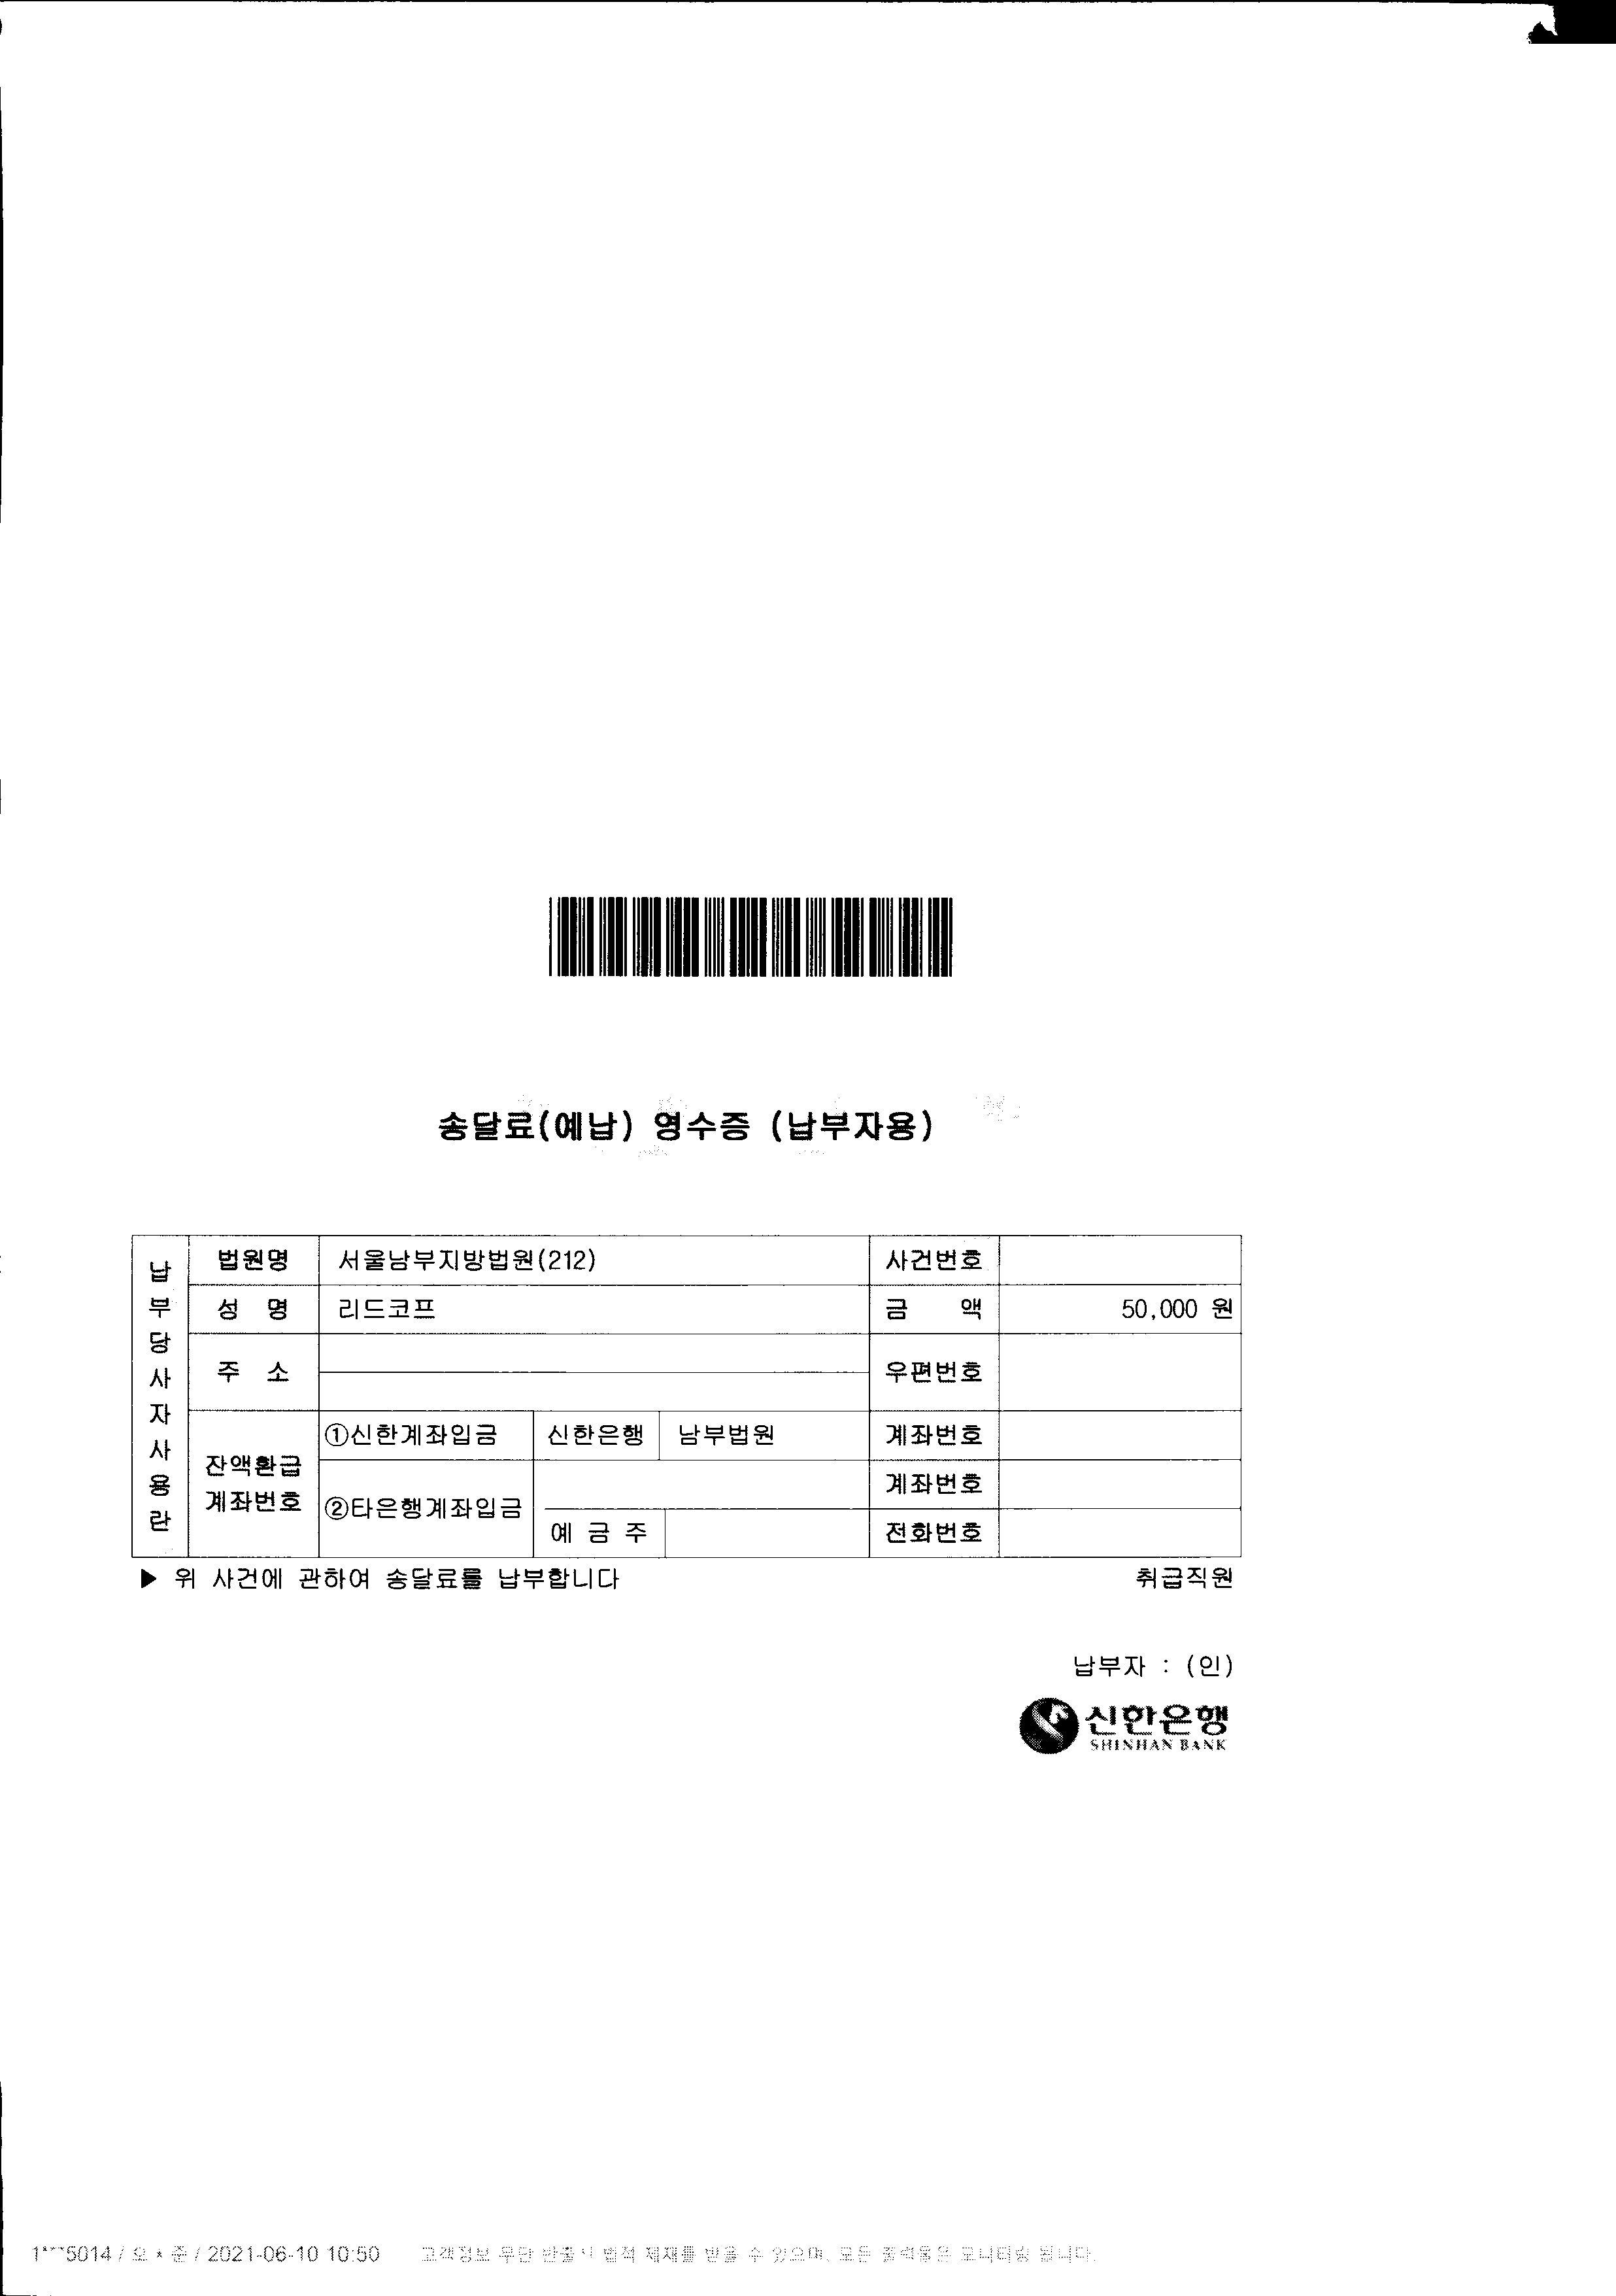 송달료(예납) 영수증 (납부자용)
납부당사자사용란
법원명 서울남부지방법원(212) 사건번호
성 명 리드코프 금 액 50,000 원
주 소 우편번호
잔액환급 계좌번호
①신한계좌입금 신한은행 남부법원 계좌번호
②타은행계좌입금 계좌번호
예 금 주 전화번호
▶ 위 사건에 관하여 송달료를 납부합니다 취급직원
납부자 : (인)
신한은행
SHINHAN BANK
1***5014 / 오 * 준 / 2021-06-10 10:50 고객정보 무단 반출시 법적 제재를 받을 수 있으며, 모든 출력물은 모니터링 됩니다.